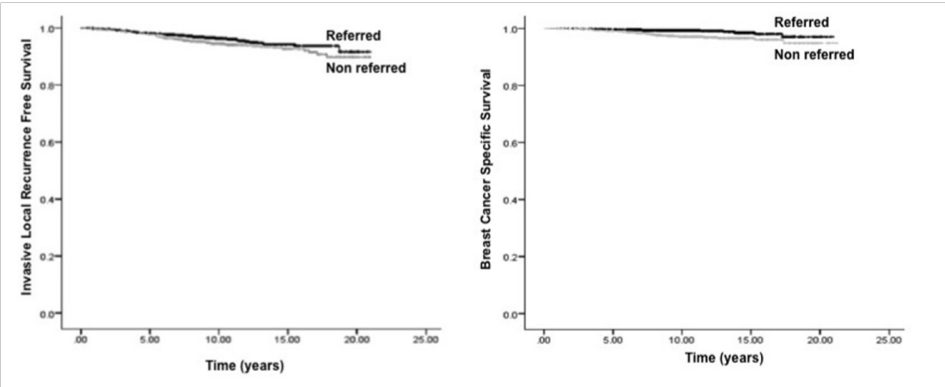 Invasive Local Recurrence Free Survival
1.0
0.8
0.6
0.4
0.2
0.0
Referred
Non referred
.00 5.00 10.00 15.00 20.00 25.00
Time (years)
Breast Cancer Specific Survival
1.0
0.8
0.6
0.4
0.2
0.0
Referred
Non referred
.00 5.00 10.00 15.00 20.00 25.00
Time (years)